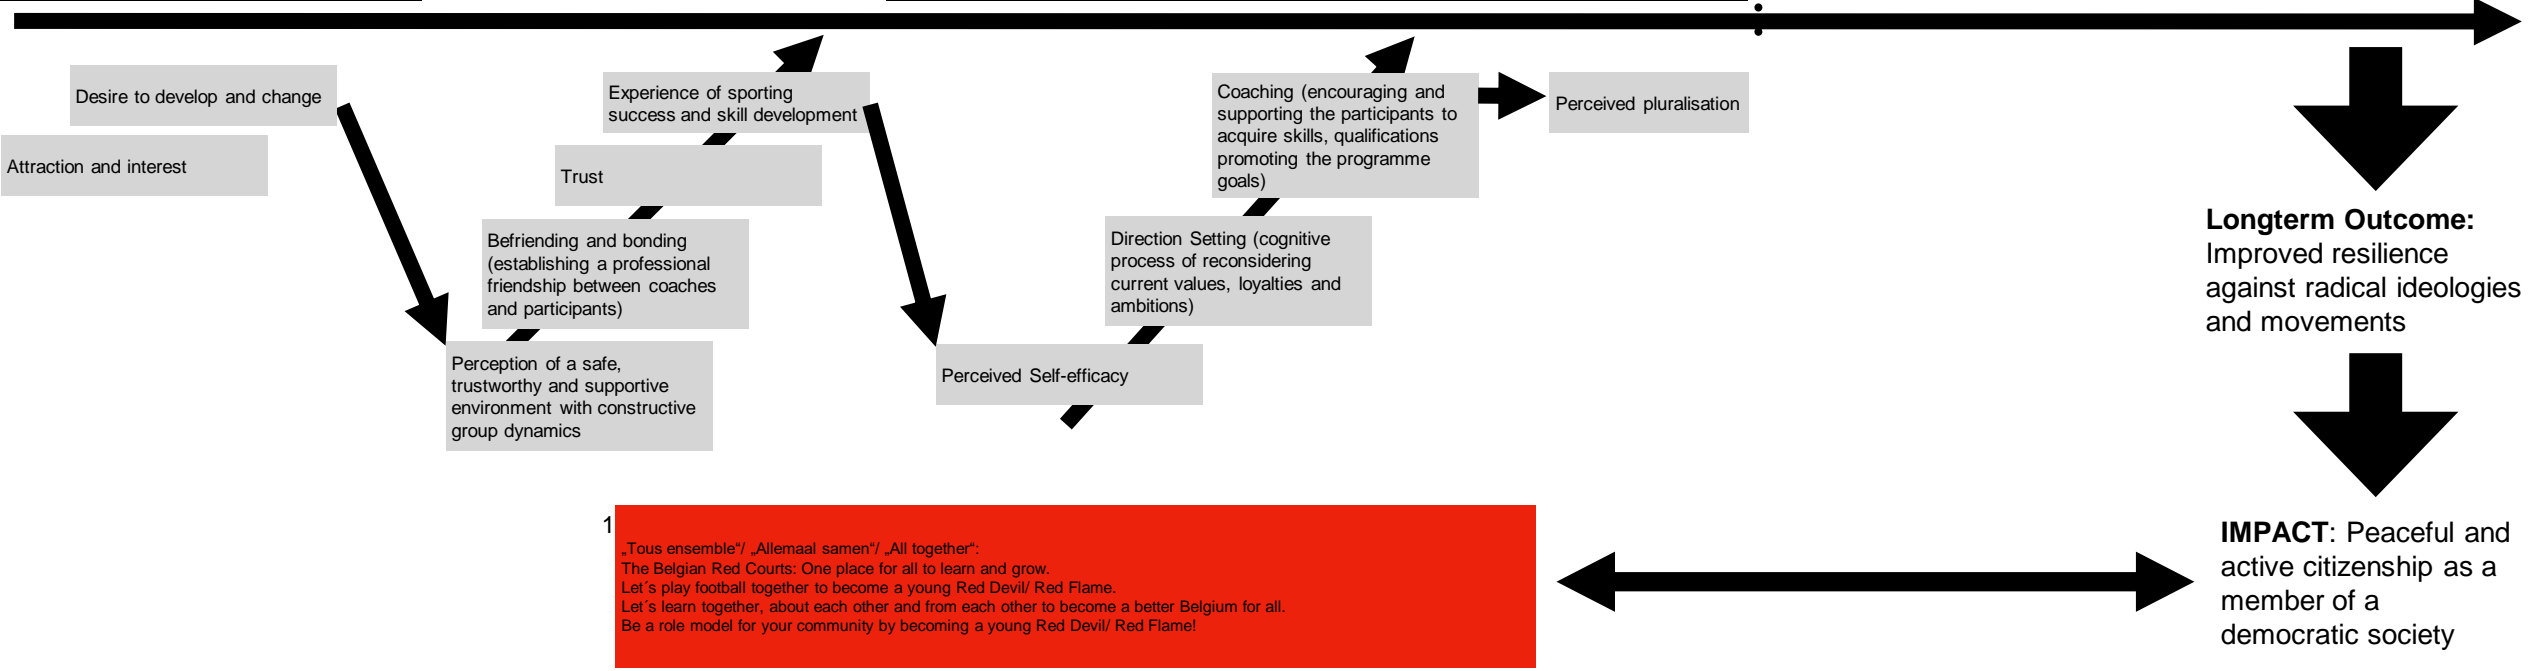 Desire to develop and change
Attraction and interest
Experience of sporting
success and skill development
Trust
Befriending and bonding
(establishing a professional
friendship between coaches
and participants)
Perception of a safe,
trustworthy and supportive
environment with constructive
group dynamics
Coaching (encouraging and
supporting the participants to
acquire skills, qualifications
promoting the programme
goals)
Perceived pluralisation
Direction Setting (cognitive
process of reconsidering
current values, loyalties and
ambitions)
Perceived Self-efficacy
Longterm Outcome:
Improved resilience
against radical ideologies
and movements
1
„Tous ensemble“/ „Allemaal samen“/ „All together“:
The Belgian Red Courts: One place for all to learn and grow.
Let´s play football together to become a young Red Devil/ Red Flame.
Let´s learn together, about each other and from each other to become a better Belgium for all.
Be a role model for your community by becoming a young Red Devil/ Red Flame!
IMPACT: Peaceful and
active citizenship as a
member of a
democratic society